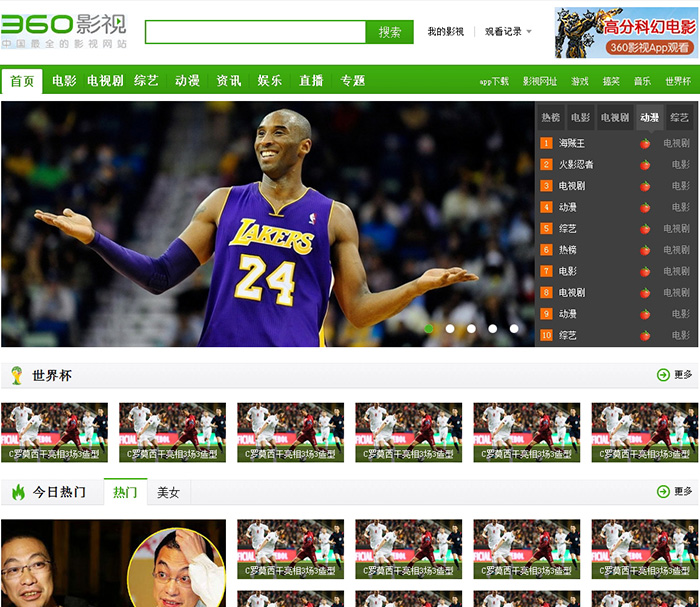 360影视
中国最全的影视网站
搜索
我的影视
观看记录
高分科幻电影
360影视App观看
首页 电影 电视剧 综艺 动漫 资讯 娱乐 直播 专题
app下载 影视网址 游戏 搞笑 音乐 世界杯
热榜 电影 电视剧 动漫 综艺
1 海贼王 电视剧
2 火影忍者 电影
3 电视剧 电影
4 动漫 电影
5 综艺 电视剧
6 热榜 电视剧
7 电影 电视剧
8 电视剧 电视剧
9 动漫 电影
10 综艺 电影
LAKERS
24
世界杯
更多
C罗莫西干亮相3场3造型
C罗莫西干亮相3场3造型
C罗莫西干亮相3场3造型
C罗莫西干亮相3场3造型
C罗莫西干亮相3场3造型
C罗莫西干亮相3场3造型
今日热门
热门
美女
更多
C罗莫西干亮相3场3造型
C罗莫西干亮相3场3造型
C罗莫西干亮相3场3造型
C罗莫西干亮相3场3造型